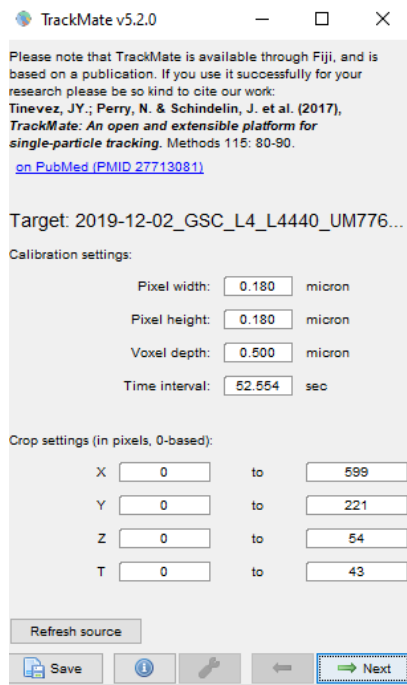 TrackMate v5.2.0
Please note that TrackMate is available through Fiji, and is
based on a publication. If you use it successfully for your
research please be so kind to cite our work:
Tinevez, JY.; Perry, N. & Schindelin, J. et al. (2017),
TrackMate: An open and extensible platform for
single-particle tracking. Methods 115: 80-90.
on PubMed (PMID 27713081)
Target: 2019-12-02_GSC_L4_L4440_UM776...
Calibration settings:
Pixel width: 0.180 micron
Pixel height: 0.180 micron
Voxel depth: 0.500 micron
Time interval: 52.554 sec
Crop settings (in pixels, 0-based):
X 0 to 599
Y 0 to 221
Z 0 to 54
T 0 to 43
Refresh source
Save Next